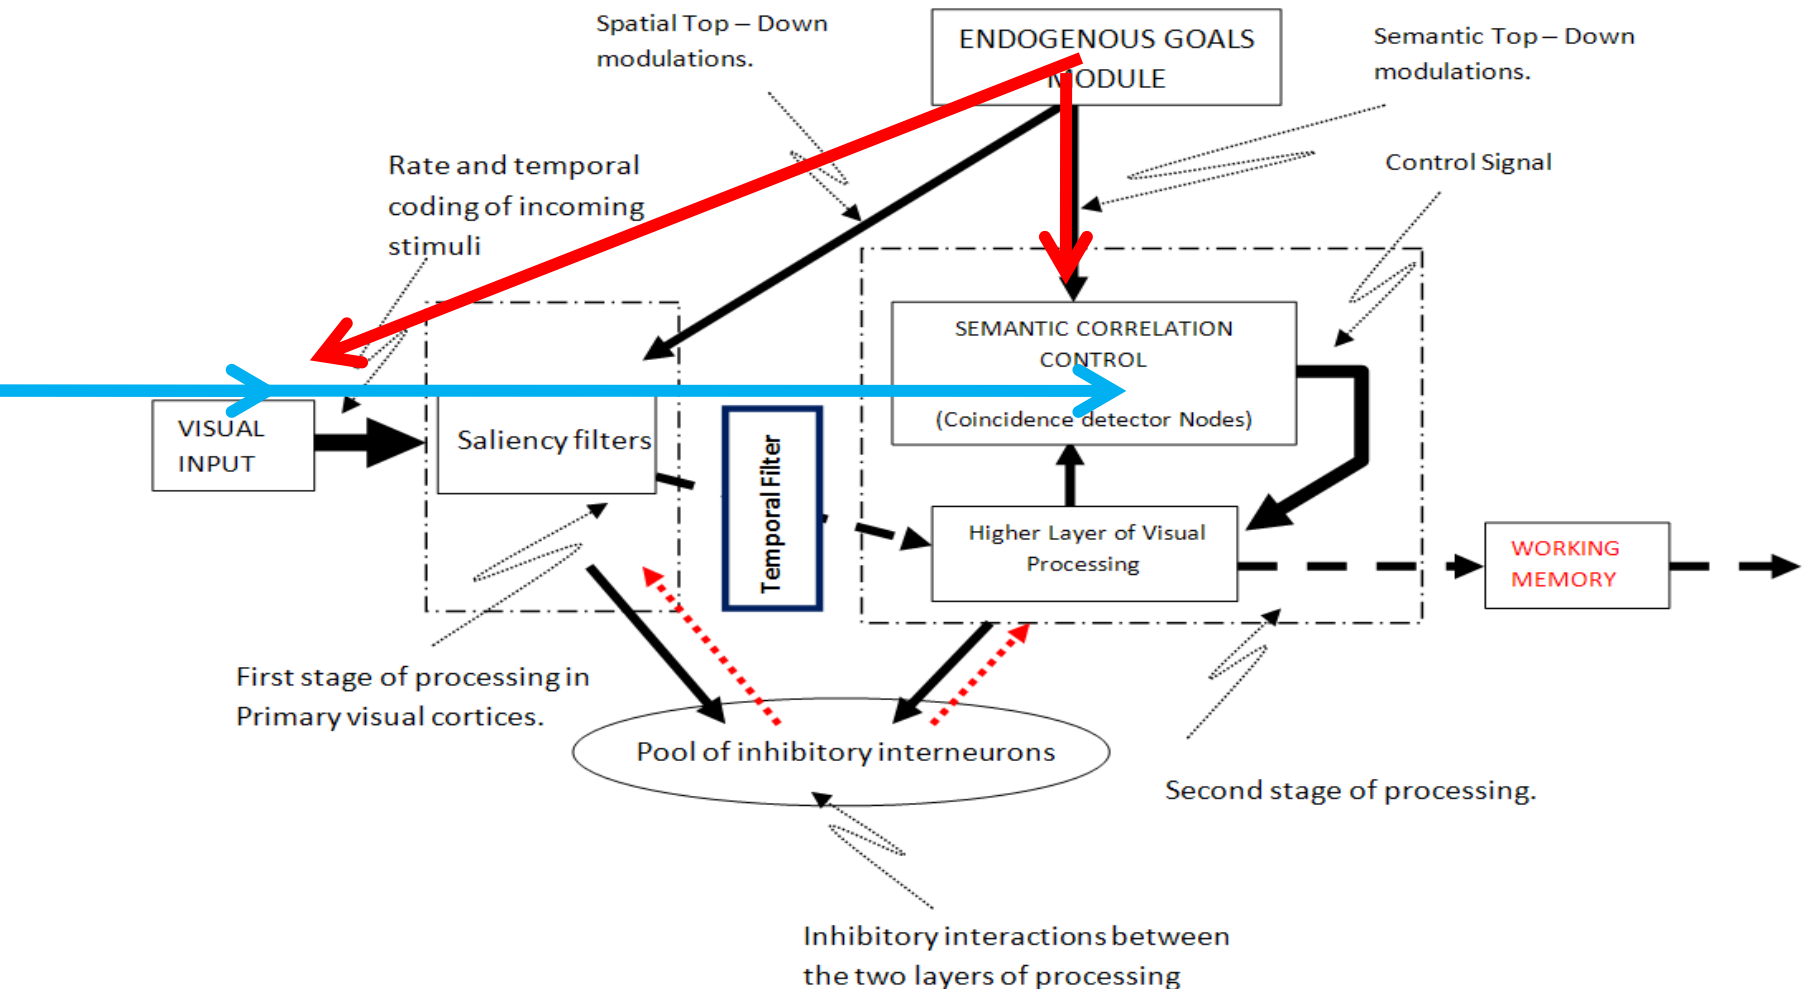 Spatial Top – Down
modulations.
ENDOGENOUS GOALS
MODULE
Semantic Top – Down
modulations.
Rate and temporal
coding of incoming
stimuli
Control Signal
SEMANTIC CORRELATION
CONTROL
(Coincidence detector Nodes)
VISUAL
INPUT
Saliency filters
Temporal Filter
Higher Layer of Visual
Processing
WORKING
MEMORY
First stage of processing in
Primary visual cortices.
Pool of inhibitory interneurons
Second stage of processing.
Inhibitory interactions between
the two layers of processing